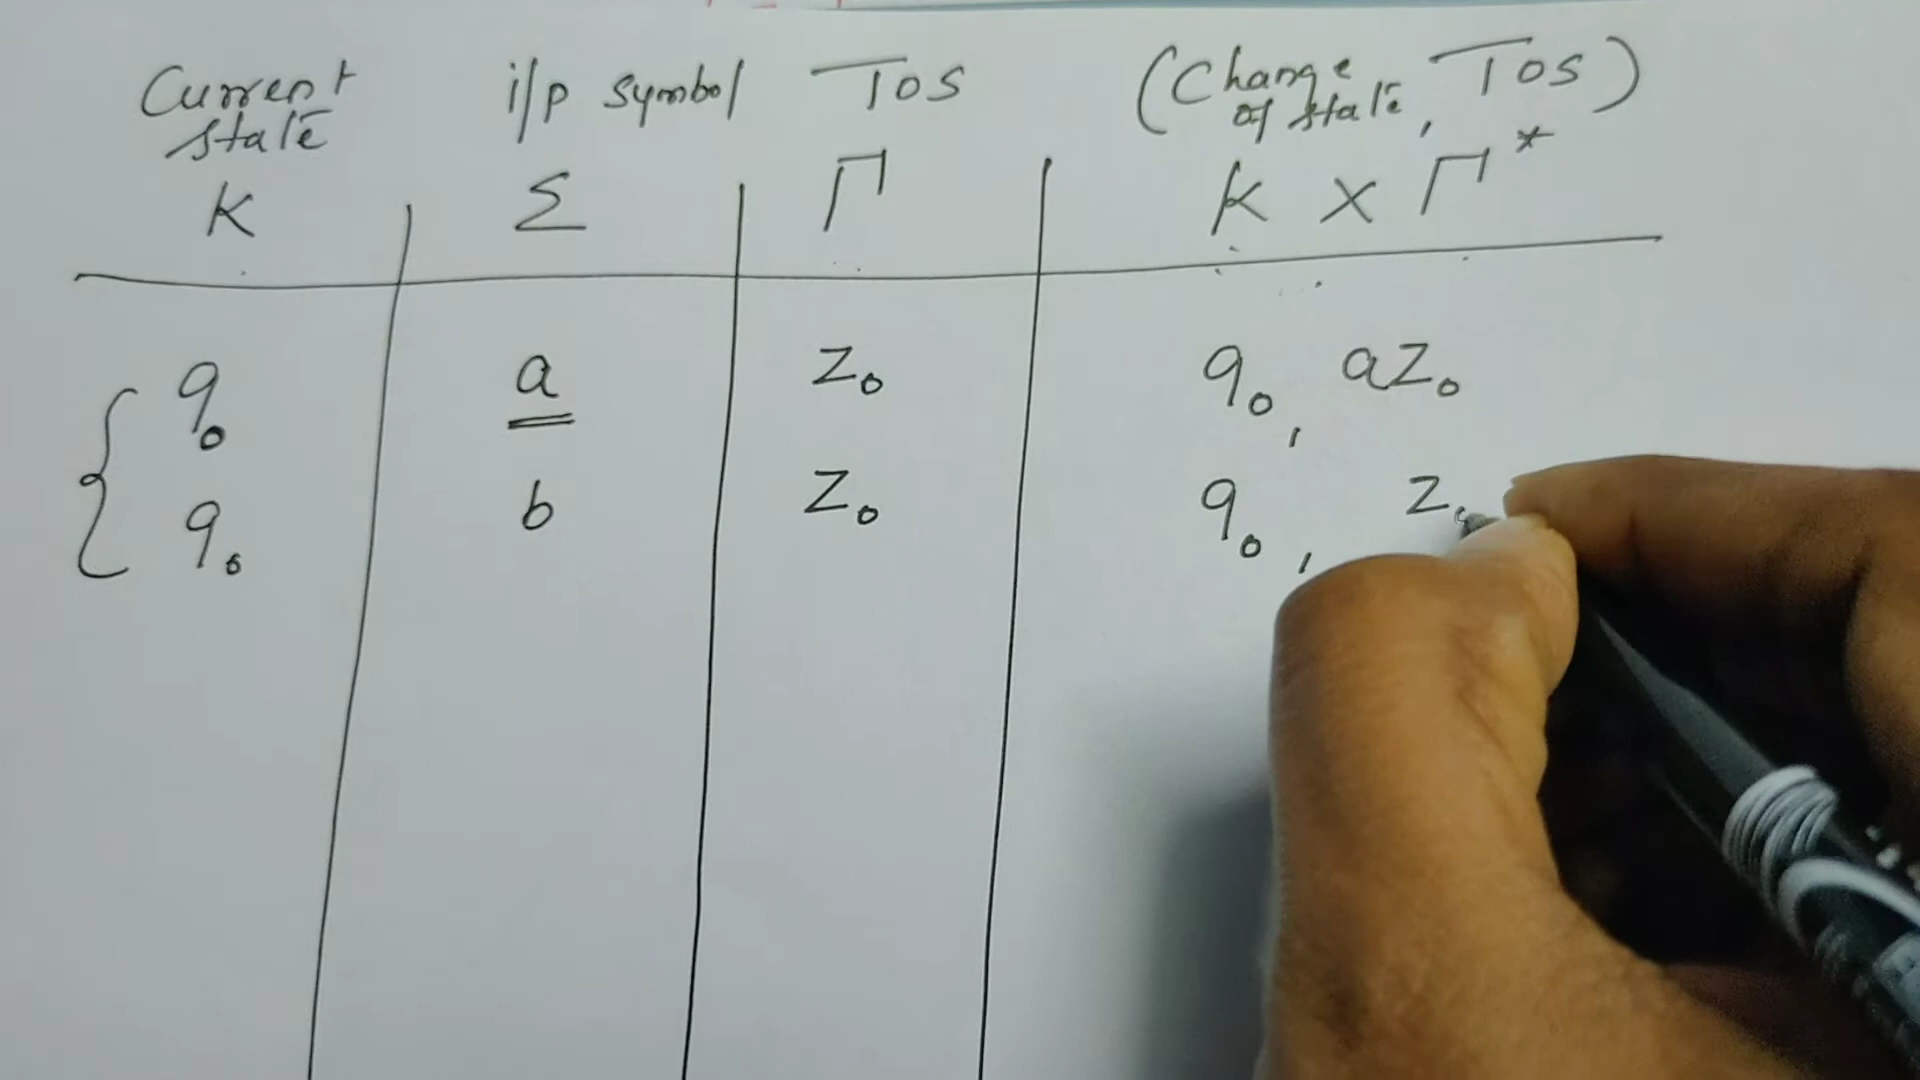 Current state i/p symbol TOS (Change of state, TOS)
K Σ Γ K × Γ*
q₀ a Z₀ q₀, aZ₀
q₀ b Z₀ q₀, Z₀